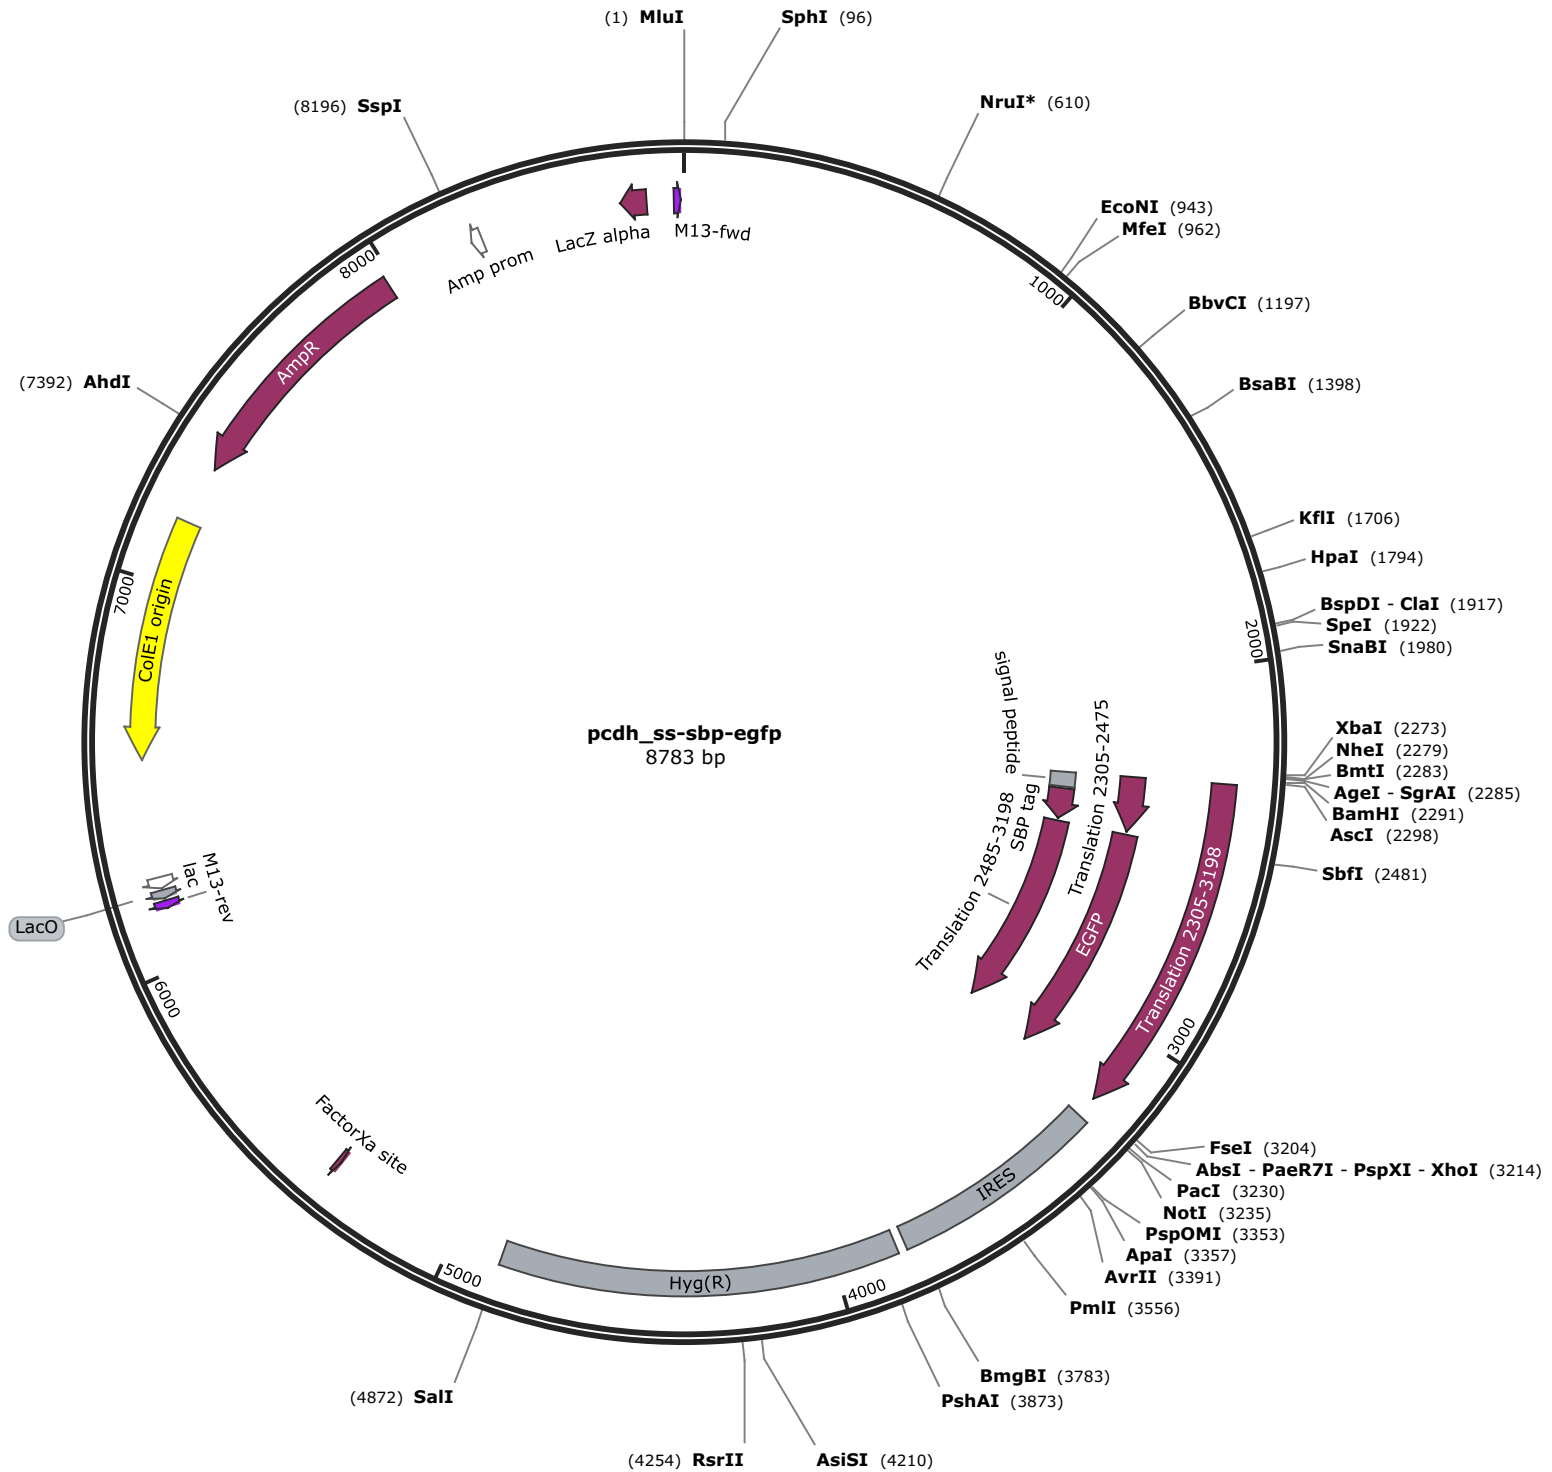 (1) MluI
SphI (96)
(8196) SspI
NruI* (610)
EcoNI (943)
MfeI (962)
BbvCI (1197)
BsaBI (1398)
KflI (1706)
HpaI (1794)
BspDI - ClaI (1917)
SpeI (1922)
SnaBI (1980)
XbaI (2273)
NheI (2279)
BmtI (2283)
AgeI - SgrAI (2285)
BamHI (2291)
AscI (2298)
SbfI (2481)
FseI (3204)
AbsI - PaeR7I - PspXI - XhoI (3214)
PacI (3230)
NotI (3235)
PspOMI (3353)
ApaI (3357)
AvrII (3391)
PmlI (3556)
BmgBI (3783)
PshAI (3873)
AsiSI (4210)
(4254) RsrII
(4872) SalI
(7392) AhdI
LacZ alpha
M13-fwd
Amp prom
AmpR
ColE1 origin
M13-rev
lac
LacO
FactorXa site
Hyg(R)
IRES
signal peptide
SBP tag
Translation 2485-3198
Translation 2305-2475
EGFP
Translation 2305-3198
1000
2000
3000
4000
5000
6000
7000
8000
pcdh_ss-sbp-egfp
8783 bp